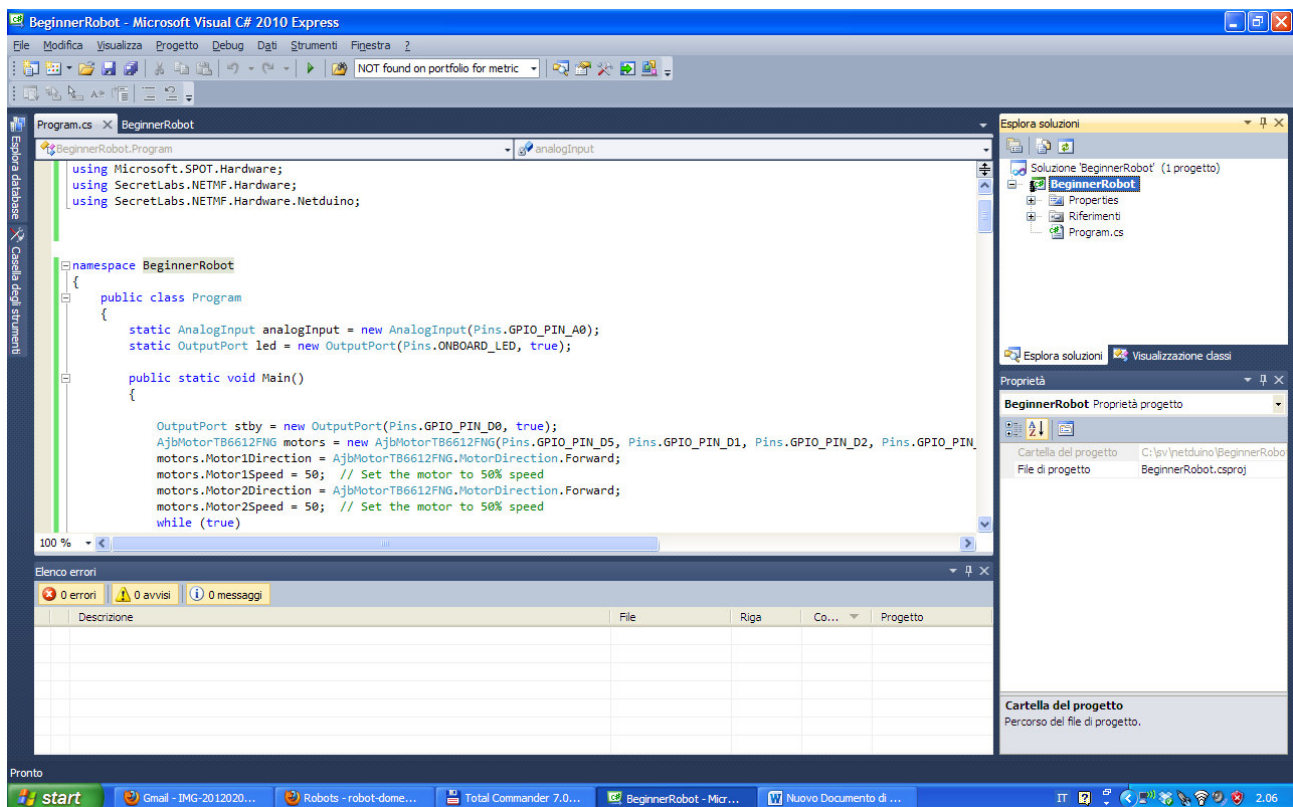 BeginnerRobot - Microsoft Visual C# 2010 Express
File Modifica Visualizza Progetto Debug Dati Strumenti Finestra ?
NOT found on portfolio for metric
Esplora database
Casella degli strumenti
Program.cs BeginnerRobot
BeginnerRobot.Program analogInput
using Microsoft.SPOT.Hardware;
using SecretLabs.NETMF.Hardware;
using SecretLabs.NETMF.Hardware.Netduino;
namespace BeginnerRobot
{
public class Program
{
static AnalogInput analogInput = new AnalogInput(Pins.GPIO_PIN_A0);
static OutputPort led = new OutputPort(Pins.ONBOARD_LED, true);
public static void Main()
{
OutputPort stby = new OutputPort(Pins.GPIO_PIN_D0, true);
AjbMotorTB6612FNG motors = new AjbMotorTB6612FNG(Pins.GPIO_PIN_D5, Pins.GPIO_PIN_D1, Pins.GPIO_PIN_D2, Pins.GPIO_PIN_
motors.Motor1Direction = AjbMotorTB6612FNG.MotorDirection.Forward;
motors.Motor1Speed = 50; // Set the motor to 50% speed
motors.Motor2Direction = AjbMotorTB6612FNG.MotorDirection.Forward;
motors.Motor2Speed = 50; // Set the motor to 50% speed
while (true)
100 %
Elenco errori
0 errori 0 avvisi 0 messaggi
Descrizione File Riga Co... Progetto
Esplora soluzioni
Soluzione 'BeginnerRobot' (1 progetto)
BeginnerRobot
Properties
Riferimenti
Program.cs
Esplora soluzioni Visualizzazione classi
Proprietà
BeginnerRobot Proprietà progetto
Cartella del progetto C:\sv\netduino\BeginnerRobo
File di progetto BeginnerRobot.csproj
Cartella del progetto
Percorso del file di progetto.
Pronto
start Gmail - IMG-2012020... Robots - robot-dome... Total Commander 7.0... BeginnerRobot - Micr... Nuovo Documento di ... IT 2.06